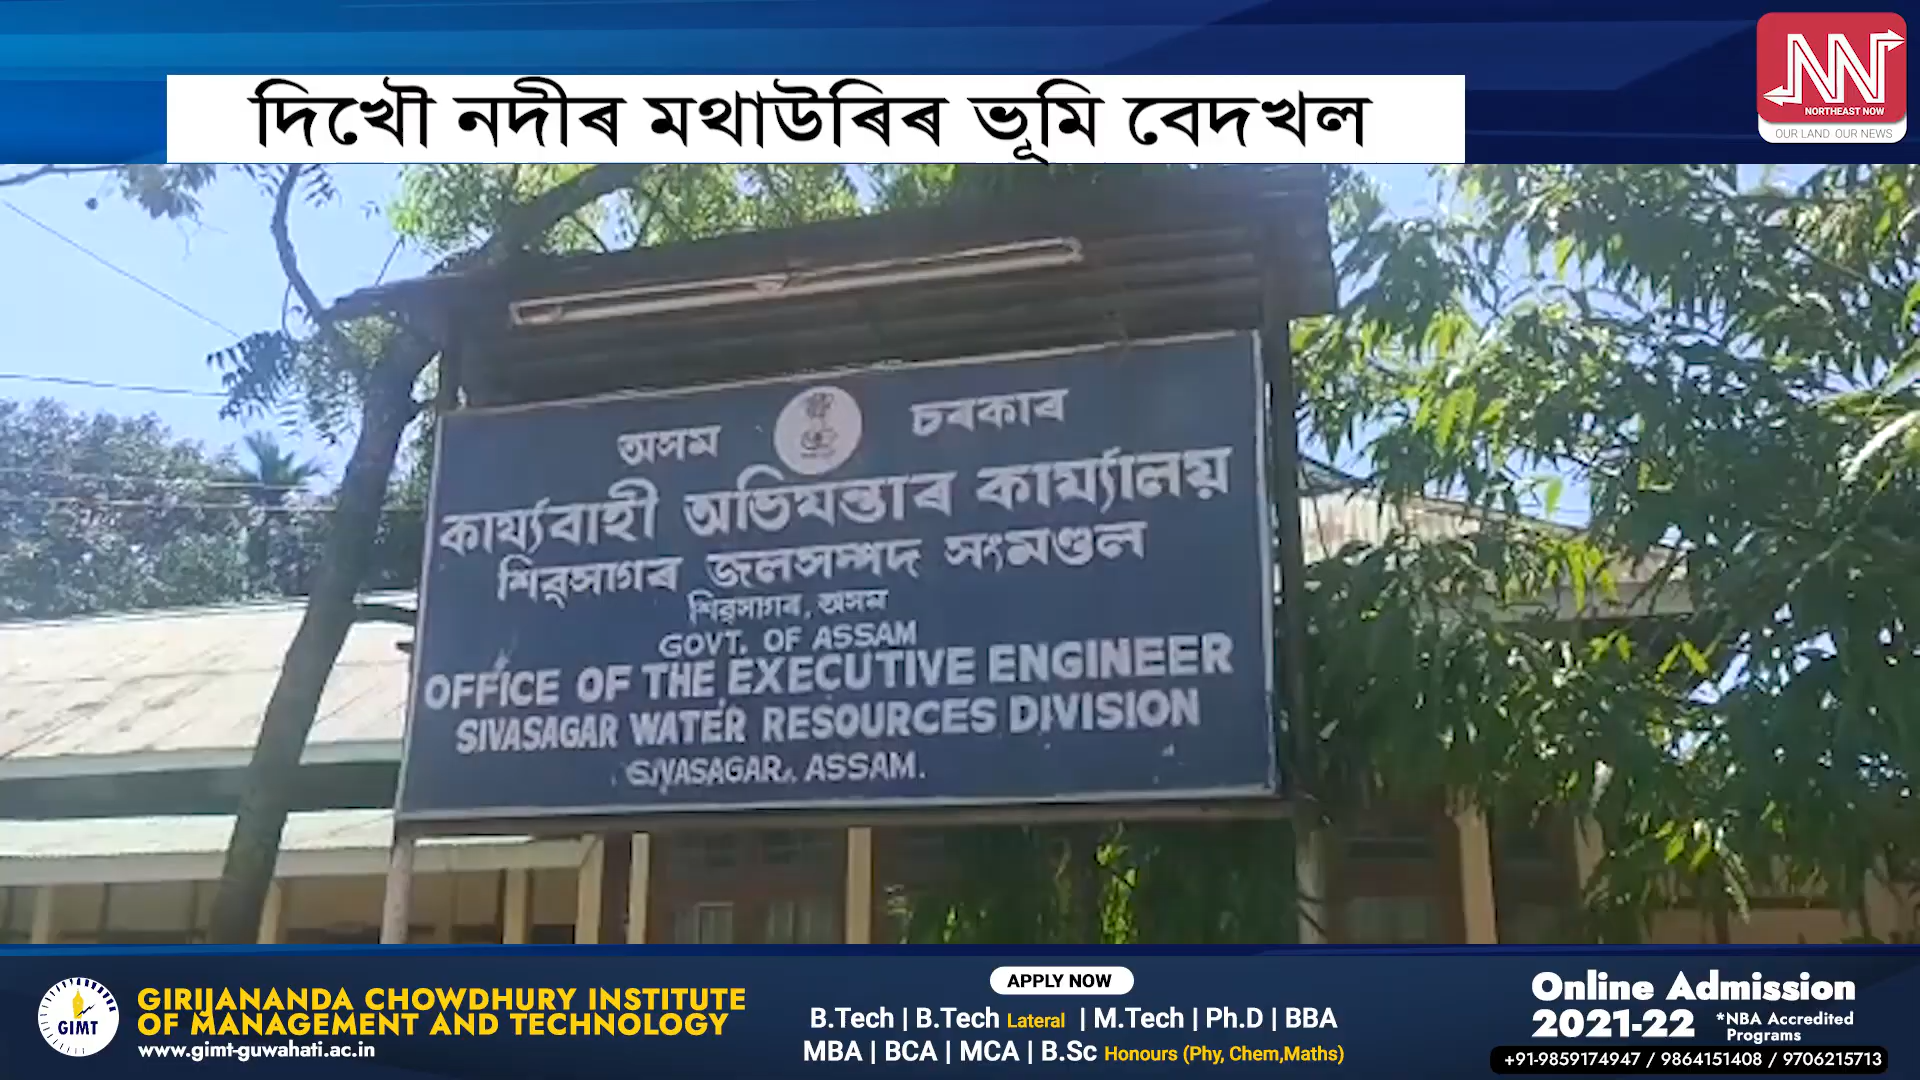 দিখৌ নদীৰ মথাউৰিৰ ভূমি বেদখল
NN
NORTHEAST NOW
OUR LAND OUR NEWS
অসম চৰকাৰ
কাৰ্য্যবাহী অভিযন্তাৰ কাৰ্য্যালয়
শিৱসাগৰ জলসম্পদ সংমণ্ডল
শিৱসাগৰ, অসম
GOVT. OF ASSAM
OFFICE OF THE EXECUTIVE ENGINEER
SIVASAGAR WATER RESOURCES DIVISION
SIVASAGAR, ASSAM.
GIMT
GIRIJANANDA CHOWDHURY INSTITUTE
OF MANAGEMENT AND TECHNOLOGY
www.gimt-guwahati.ac.in
APPLY NOW
B.Tech | B.Tech Lateral | M.Tech | Ph.D | BBA
MBA | BCA | MCA | B.Sc Honours (Phy, Chem,Maths)
Online Admission
2021-22 *NBA Accredited
Programs
+91-9859174947 / 9864151408 / 9706215713